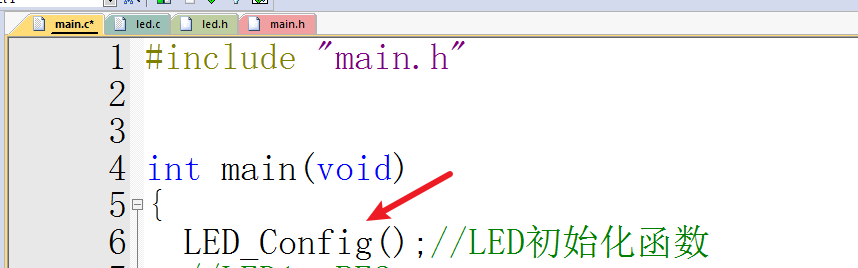 main.c* led.c led.h main.h
1 #include "main.h"
2
3
4 int main(void)
5 {
6 LED_Config();//LED初始化函数